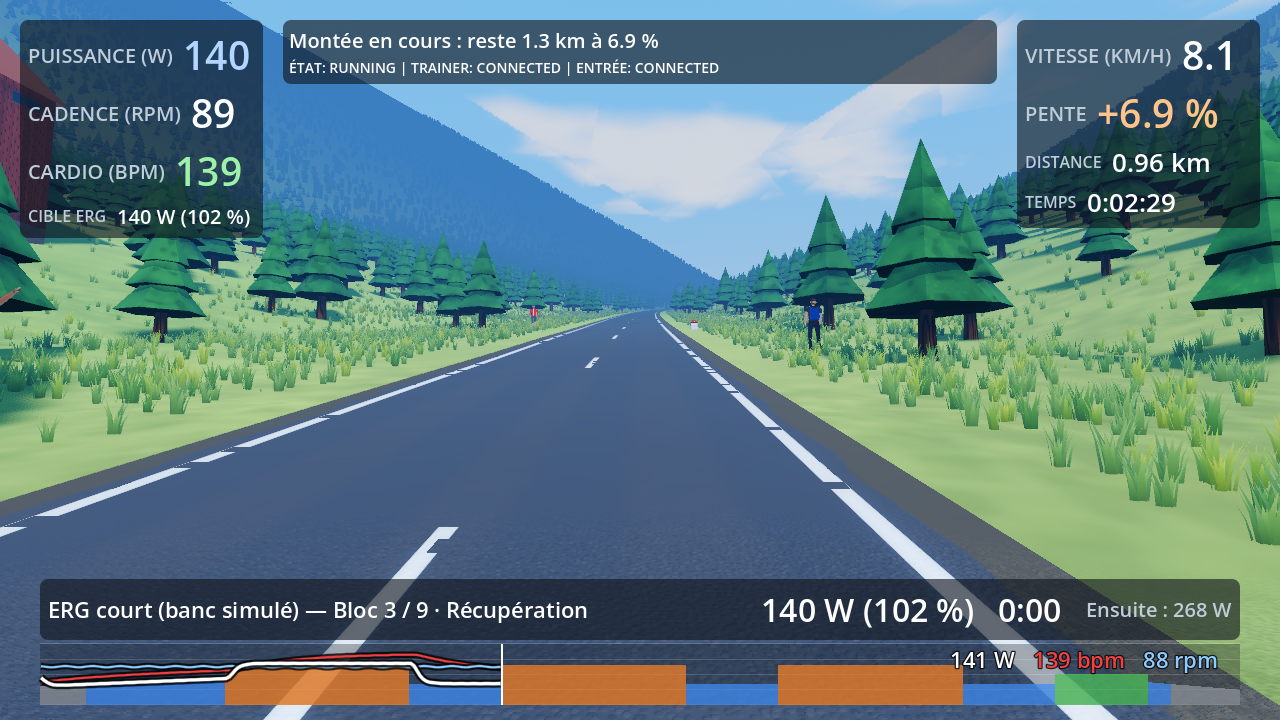 PUISSANCE (W) 140
CADENCE (RPM) 89
CARDIO (BPM) 139
CIBLE ERG 140 W (102 %)
Montée en cours : reste 1.3 km à 6.9 %
ÉTAT: RUNNING | TRAINER: CONNECTED | ENTRÉE: CONNECTED
VITESSE (KM/H) 8.1
PENTE +6.9 %
DISTANCE 0.96 km
TEMPS 0:02:29
ERG court (banc simulé) — Bloc 3 / 9 · Récupération 140 W (102 %) 0:00 Ensuite : 268 W
141 W 139 bpm 88 rpm